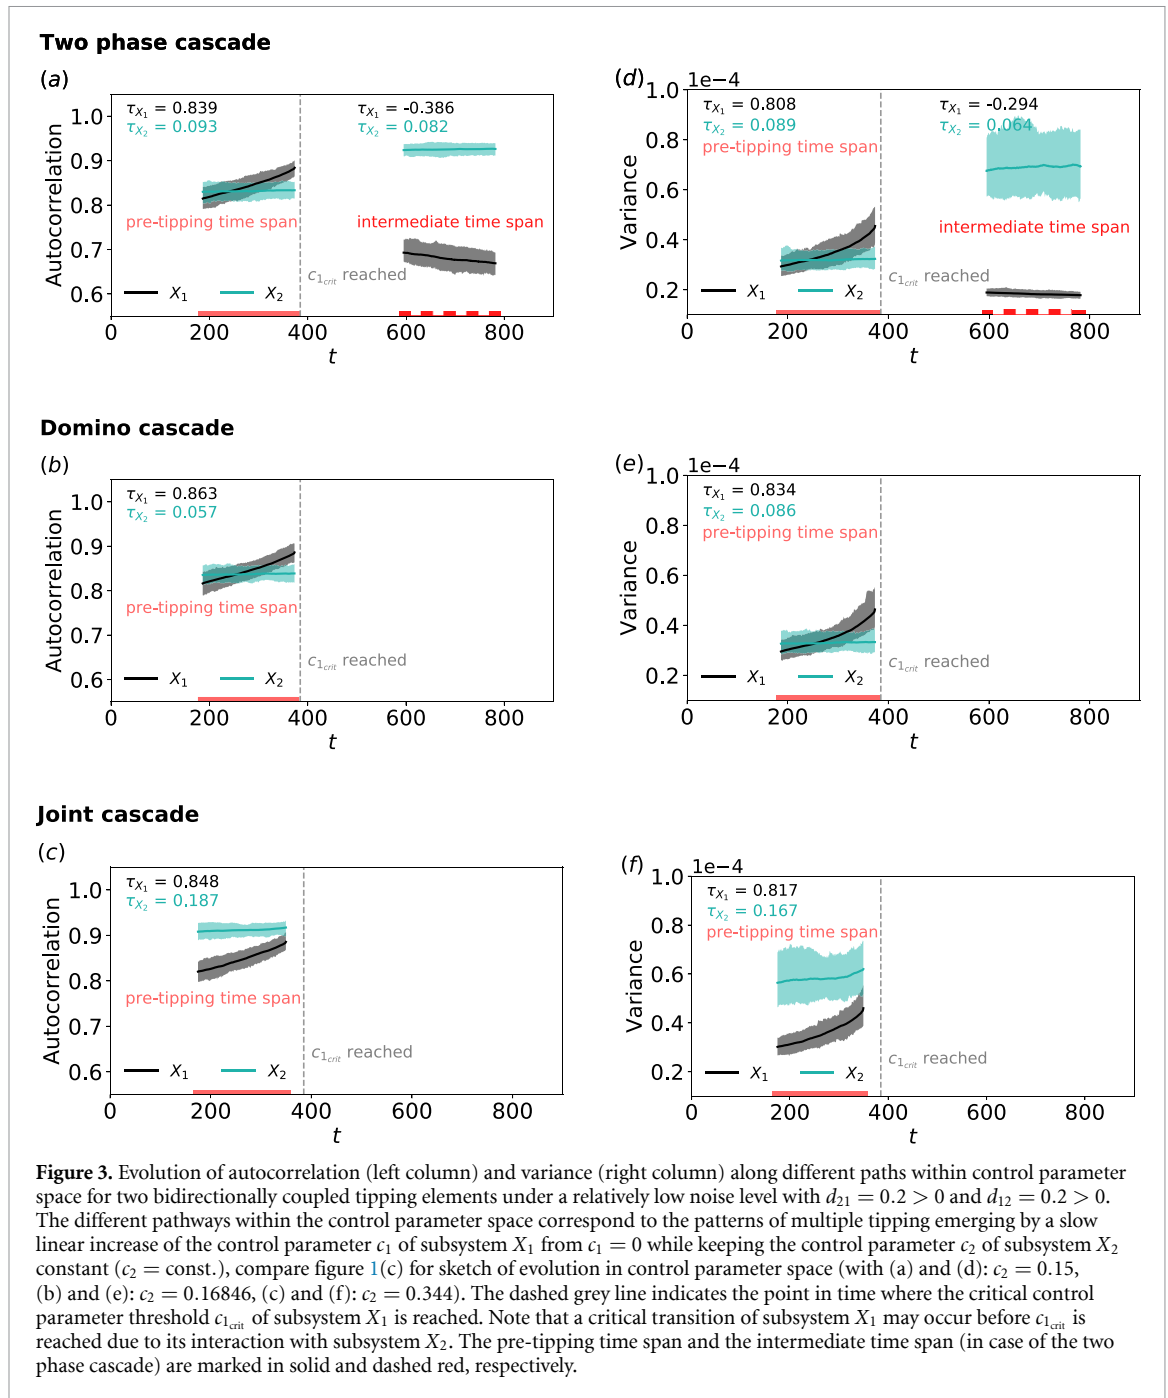 Two phase cascade
(a)
τX1 = 0.839
τX2 = 0.093
τX1 = -0.386
τX2 = 0.082
pre-tipping time span
intermediate time span
c1crit reached
X1 X2
Autocorrelation
1.0
0.9
0.8
0.7
0.6
0 200 400 600 800
t
(d)
1e−4
τX1 = 0.808
τX2 = 0.089
pre-tipping time span
τX1 = -0.294
τX2 = 0.064
intermediate time span
c1crit reached
X1 X2
Variance
1.0
0.8
0.6
0.4
0.2
0 200 400 600 800
t
Domino cascade
(b)
τX1 = 0.863
τX2 = 0.057
pre-tipping time span
c1crit reached
X1 X2
Autocorrelation
1.0
0.9
0.8
0.7
0.6
0 200 400 600 800
t
(e)
1e−4
τX1 = 0.834
τX2 = 0.086
pre-tipping time span
c1crit reached
X1 X2
Variance
1.0
0.8
0.6
0.4
0.2
0 200 400 600 800
t
Joint cascade
(c)
τX1 = 0.848
τX2 = 0.187
pre-tipping time span
c1crit reached
X1 X2
Autocorrelation
1.0
0.9
0.8
0.7
0.6
0 200 400 600 800
t
(f)
1e−4
τX1 = 0.817
τX2 = 0.167
pre-tipping time span
c1crit reached
X1 X2
Variance
1.0
0.8
0.6
0.4
0.2
0 200 400 600 800
t
Figure 3. Evolution of autocorrelation (left column) and variance (right column) along different paths within control parameter
space for two bidirectionally coupled tipping elements under a relatively low noise level with d21 = 0.2 > 0 and d12 = 0.2 > 0.
The different pathways within the control parameter space correspond to the patterns of multiple tipping emerging by a slow
linear increase of the control parameter c1 of subsystem X1 from c1 = 0 while keeping the control parameter c2 of subsystem X2
constant (c2 = const.), compare figure 1(c) for sketch of evolution in control parameter space (with (a) and (d): c2 = 0.15,
(b) and (e): c2 = 0.16846, (c) and (f): c2 = 0.344). The dashed grey line indicates the point in time where the critical control
parameter threshold c1crit of subsystem X1 is reached. Note that a critical transition of subsystem X1 may occur before c1crit is
reached due to its interaction with subsystem X2. The pre-tipping time span and the intermediate time span (in case of the two
phase cascade) are marked in solid and dashed red, respectively.